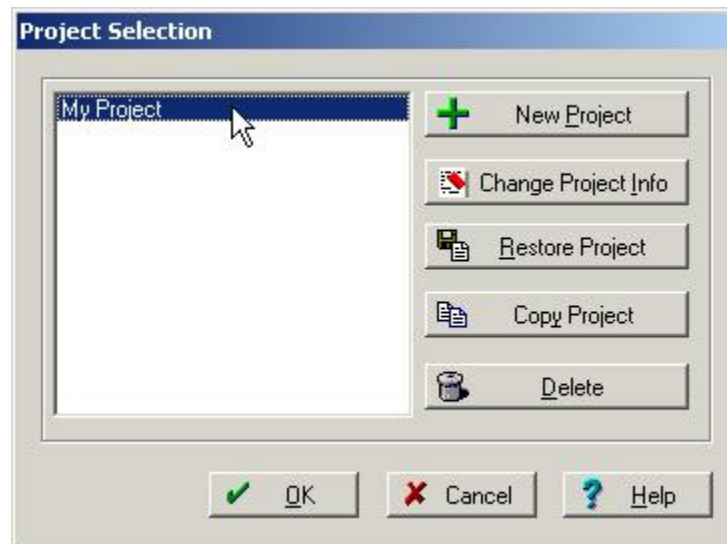 Project Selection
My Project
New Project
Change Project Info
Restore Project
Copy Project
Delete
OK
Cancel
Help